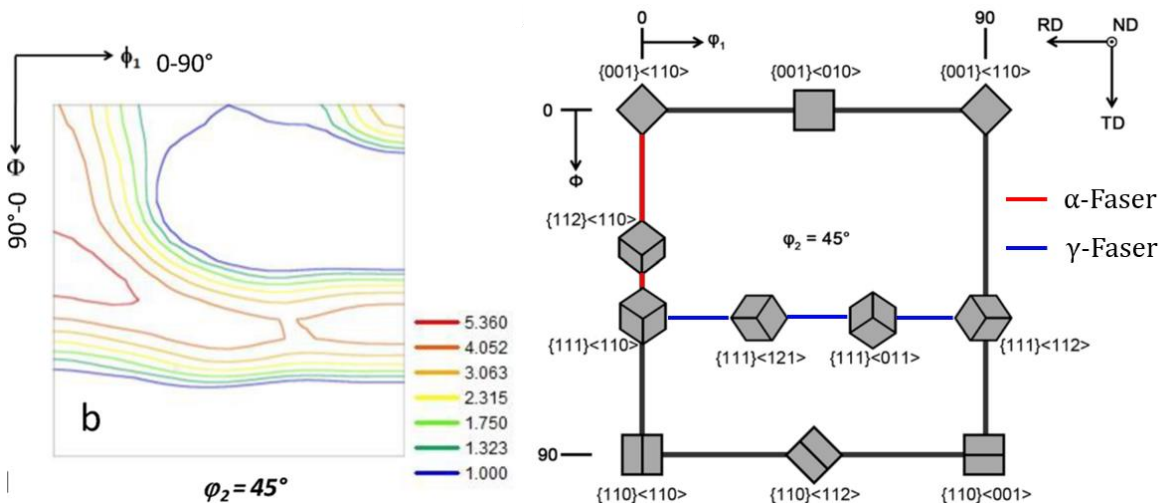 ϕ₁ 0-90°
Φ
90°-0
b
5.360
4.052
3.063
2.315
1.750
1.323
1.000
φ₂ = 45°
0
90
φ₁
RD
ND
TD
{001}<110>
{001}<010>
{001}<110>
0
Φ
{112}<110>
φ₂ = 45°
α-Faser
γ-Faser
{111}<110>
{111}<121>
{111}<011>
{111}<112>
90
{110}<110>
{110}<112>
{110}<001>